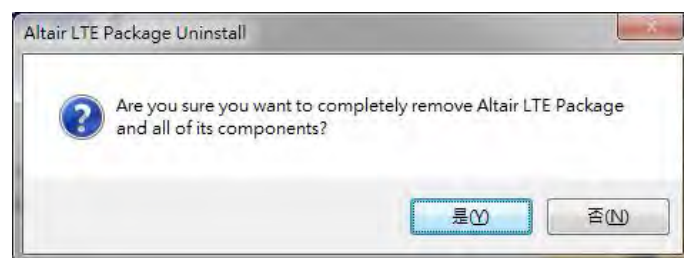 Altair LTE Package Uninstall
Are you sure you want to completely remove Altair LTE Package
and all of its components?
是(Y)
否(N)